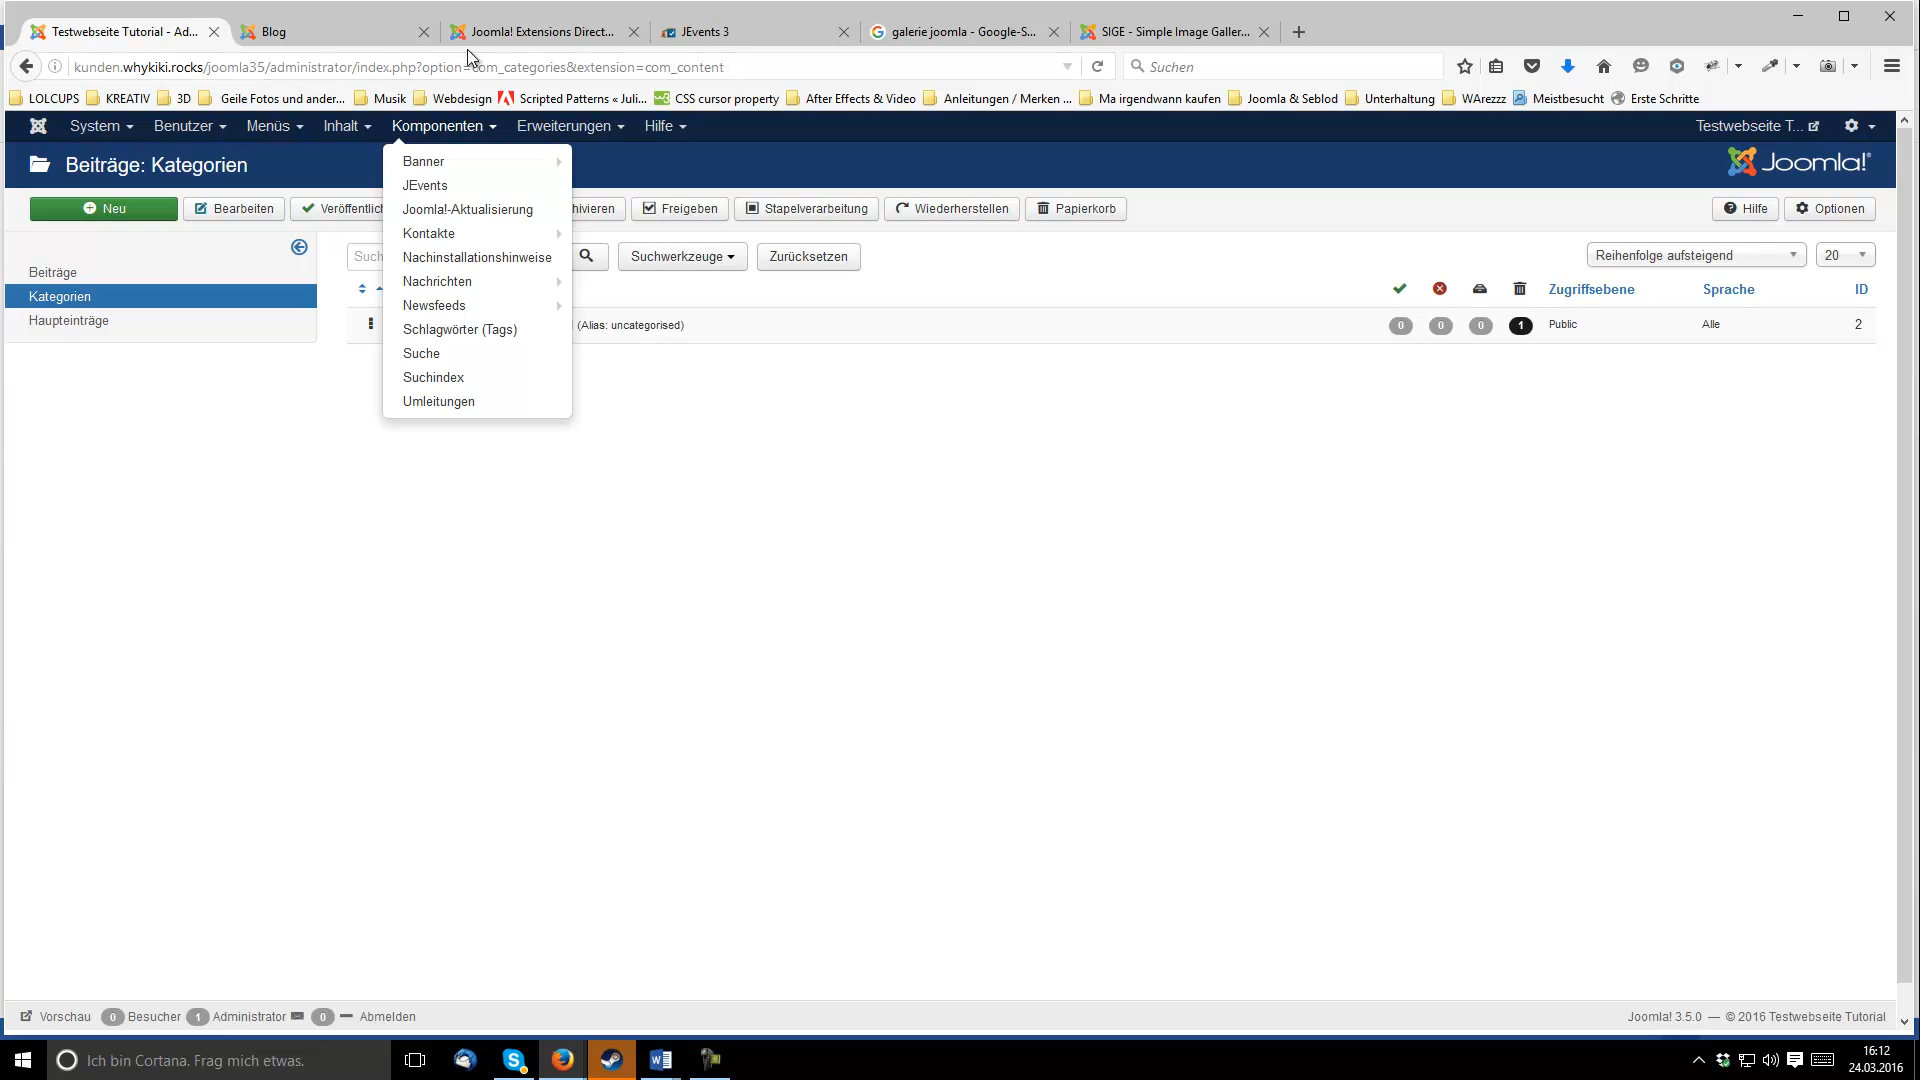 Testwebseite Tutorial - Ad...
Blog
Joomla! Extensions Direct...
JEvents 3
galerie joomla - Google-S...
SIGE - Simple Image Galler...
kunden.whykiki.rocks/joomla35/administrator/index.php?option=com_categories&extension=com_content
Suchen
LOLCUPS
KREATIV
3D
Geile Fotos und ander...
Musik
Webdesign
Scripted Patterns « Juli...
CSS cursor property
After Effects & Video
Anleitungen / Merken ...
Ma irgendwann kaufen
Joomla & Seblod
Unterhaltung
WArezzz
Meistbesucht
Erste Schritte
System
Benutzer
Menüs
Inhalt
Komponenten
Erweiterungen
Hilfe
Testwebseite T...
Beiträge: Kategorien
Joomla!®
Neu
Bearbeiten
Veröffentlic
hivieren
Freigeben
Stapelverarbeitung
Wiederherstellen
Papierkorb
Hilfe
Optionen
Banner
JEvents
Joomla!-Aktualisierung
Kontakte
Nachinstallationshinweise
Nachrichten
Newsfeeds
Schlagwörter (Tags)
Suche
Suchindex
Umleitungen
Beiträge
Kategorien
Haupteinträge
Such
Suchwerkzeuge
Zurücksetzen
Reihenfolge aufsteigend
20
Zugriffsebene
Sprache
ID
(Alias: uncategorised)
0
0
0
1
Public
Alle
2
Vorschau
0 Besucher
1 Administrator
0
Abmelden
Joomla! 3.5.0 — © 2016 Testwebseite Tutorial
Ich bin Cortana. Frag mich etwas.
16:12
24.03.2016